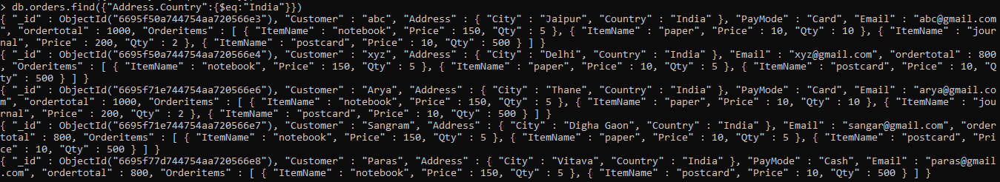 > db.orders.find({"Address.Country":{$eq:"India"}})
{ "_id" : ObjectId("6695f50a744754aa720566e3"), "Customer" : "abc", "Address" : { "City" : "Jaipur", "Country" : "India" }, "PayMode" : "Card", "Email" : "abc@gmail.com
", "ordertotal" : 1000, "Orderitems" : [ { "ItemName" : "notebook", "Price" : 150, "Qty" : 5 }, { "ItemName" : "paper", "Price" : 10, "Qty" : 10 }, { "ItemName" : "jour
nal", "Price" : 200, "Qty" : 2 }, { "ItemName" : "postcard", "Price" : 10, "Qty" : 500 } ] }
{ "_id" : ObjectId("6695f50a744754aa720566e4"), "Customer" : "xyz", "Address" : { "City" : "Delhi", "Country" : "India" }, "Email" : "xyz@gmail.com", "ordertotal" : 800,
 "Orderitems" : [ { "ItemName" : "notebook", "Price" : 150, "Qty" : 5 }, { "ItemName" : "paper", "Price" : 10, "Qty" : 5 }, { "ItemName" : "postcard", "Price" : 10, "Q
ty" : 500 } ] }
{ "_id" : ObjectId("6695f71e744754aa720566e6"), "Customer" : "Arya", "Address" : { "City" : "Thane", "Country" : "India" }, "PayMode" : "Card", "Email" : "arya@gmail.co
m", "ordertotal" : 1000, "Orderitems" : [ { "ItemName" : "notebook", "Price" : 150, "Qty" : 5 }, { "ItemName" : "paper", "Price" : 10, "Qty" : 10 }, { "ItemName" : "jou
rnal", "Price" : 200, "Qty" : 2 }, { "ItemName" : "postcard", "Price" : 10, "Qty" : 500 } ] }
{ "_id" : ObjectId("6695f71e744754aa720566e7"), "Customer" : "Sangram", "Address" : { "City" : "Digha Gaon", "Country" : "India" }, "Email" : "sangar@gmail.com", "order
total" : 800, "Orderitems" : [ { "ItemName" : "notebook", "Price" : 150, "Qty" : 5 }, { "ItemName" : "paper", "Price" : 10, "Qty" : 5 }, { "ItemName" : "postcard", "Pri
ce" : 10, "Qty" : 500 } ] }
{ "_id" : ObjectId("6695f77d744754aa720566e8"), "Customer" : "Paras", "Address" : { "City" : "Vitava", "Country" : "India" }, "PayMode" : "Cash", "Email" : "paras@gmail
.com", "ordertotal" : 800, "Orderitems" : [ { "ItemName" : "notebook", "Price" : 150, "Qty" : 5 }, { "ItemName" : "postcard", "Price" : 10, "Qty" : 500 } ] }